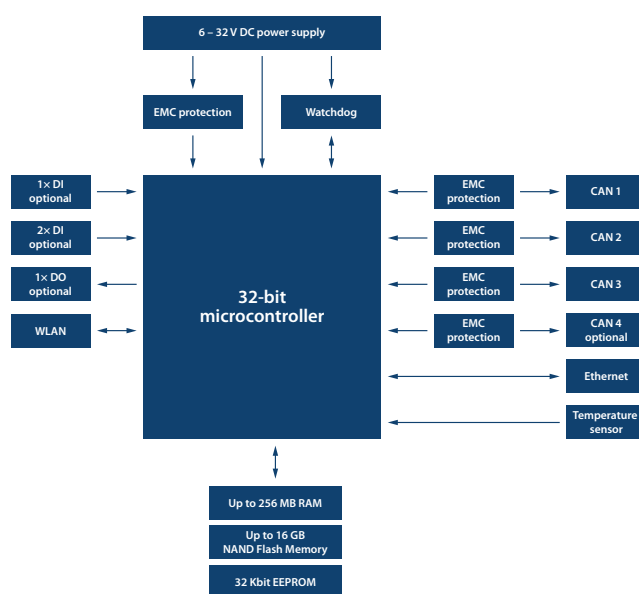 6 – 32 V DC power supply
EMC protection
Watchdog
1× DI
optional
2× DI
optional
1× DO
optional
WLAN
32-bit
microcontroller
EMC
protection
CAN 1
EMC
protection
CAN 2
EMC
protection
CAN 3
EMC
protection
CAN 4
optional
Ethernet
Temperature
sensor
Up to 256 MB RAM
Up to 16 GB
NAND Flash Memory
32 Kbit EEPROM